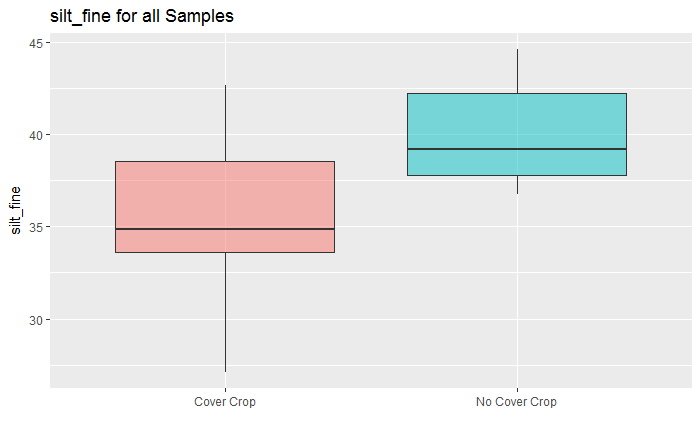 silt_fine for all Samples
silt_fine
45
40
35
30
Cover Crop
No Cover Crop